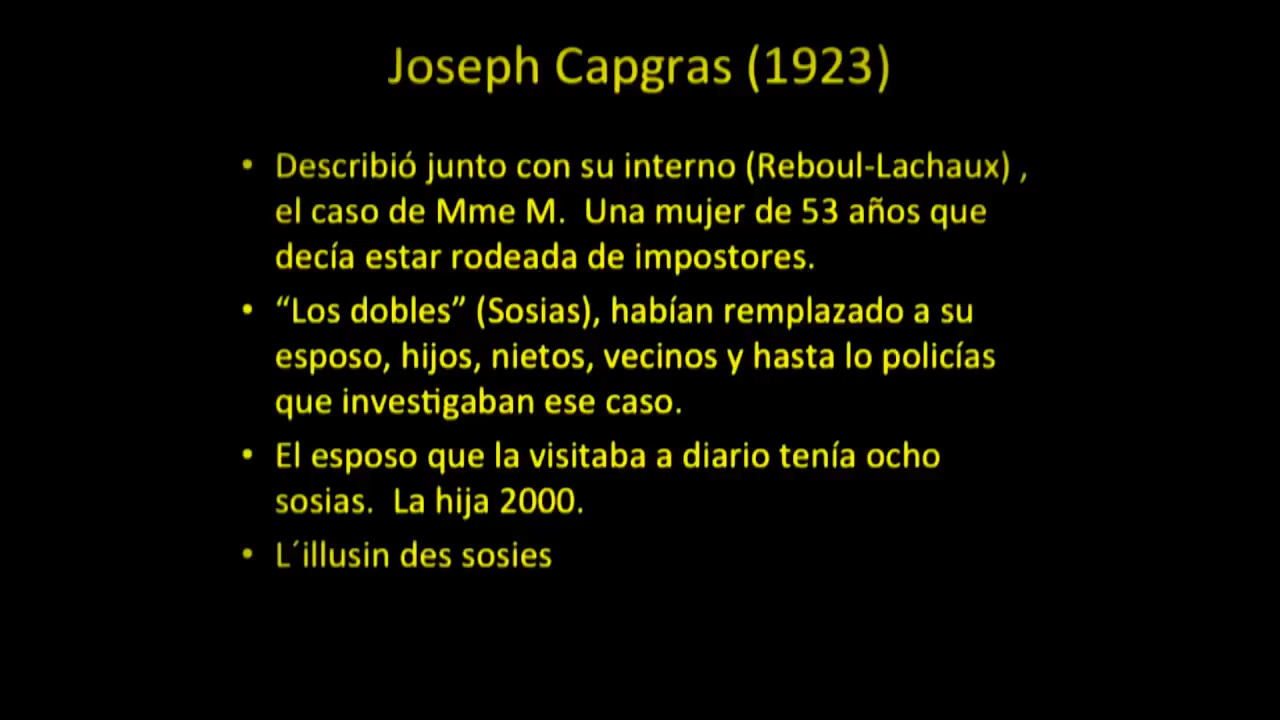 Joseph Capgras (1923)
• Describió junto con su interno (Reboul-Lachaux) ,
el caso de Mme M.  Una mujer de 53 años que
decía estar rodeada de impostores.
• “Los dobles” (Sosias), habían remplazado a su
esposo, hijos, nietos, vecinos y hasta lo policías
que investigaban ese caso.
• El esposo que la visitaba a diario tenía ocho
sosias.  La hija 2000.
• L´illusin des sosies